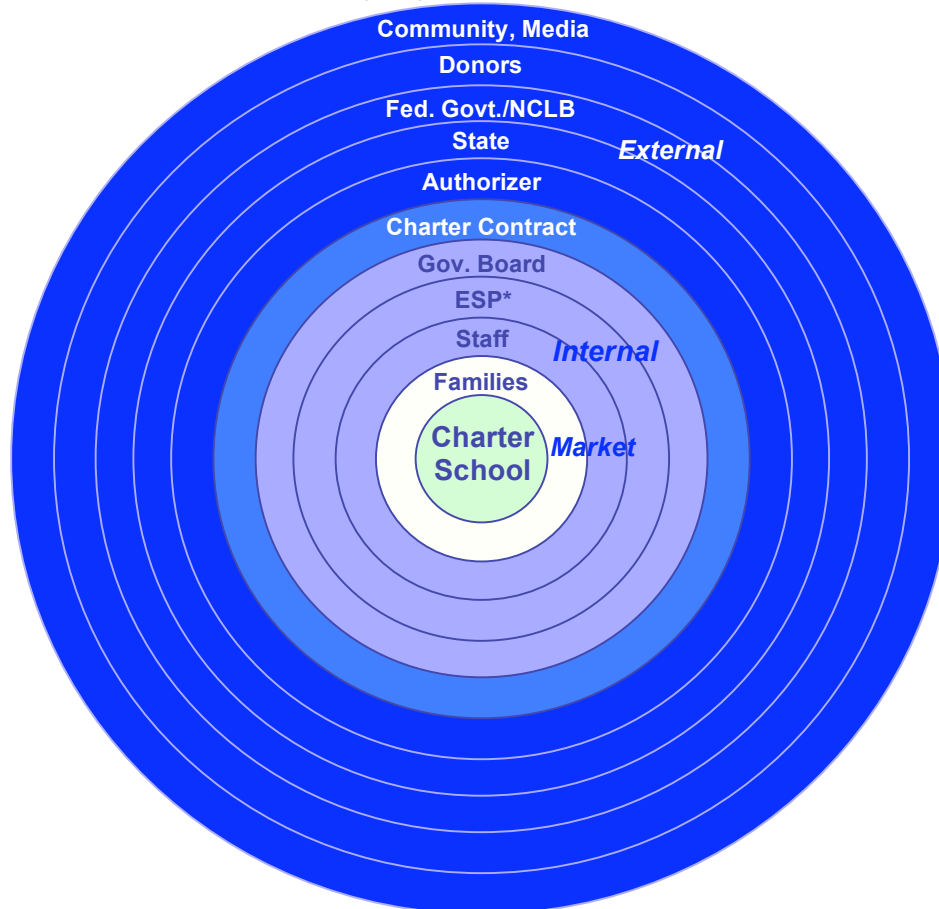 Community, Media
Donors
Fed. Govt./NCLB
State
External
Authorizer
Charter Contract
Gov. Board
ESP*
Staff
Internal
Families
Charter
School
Market